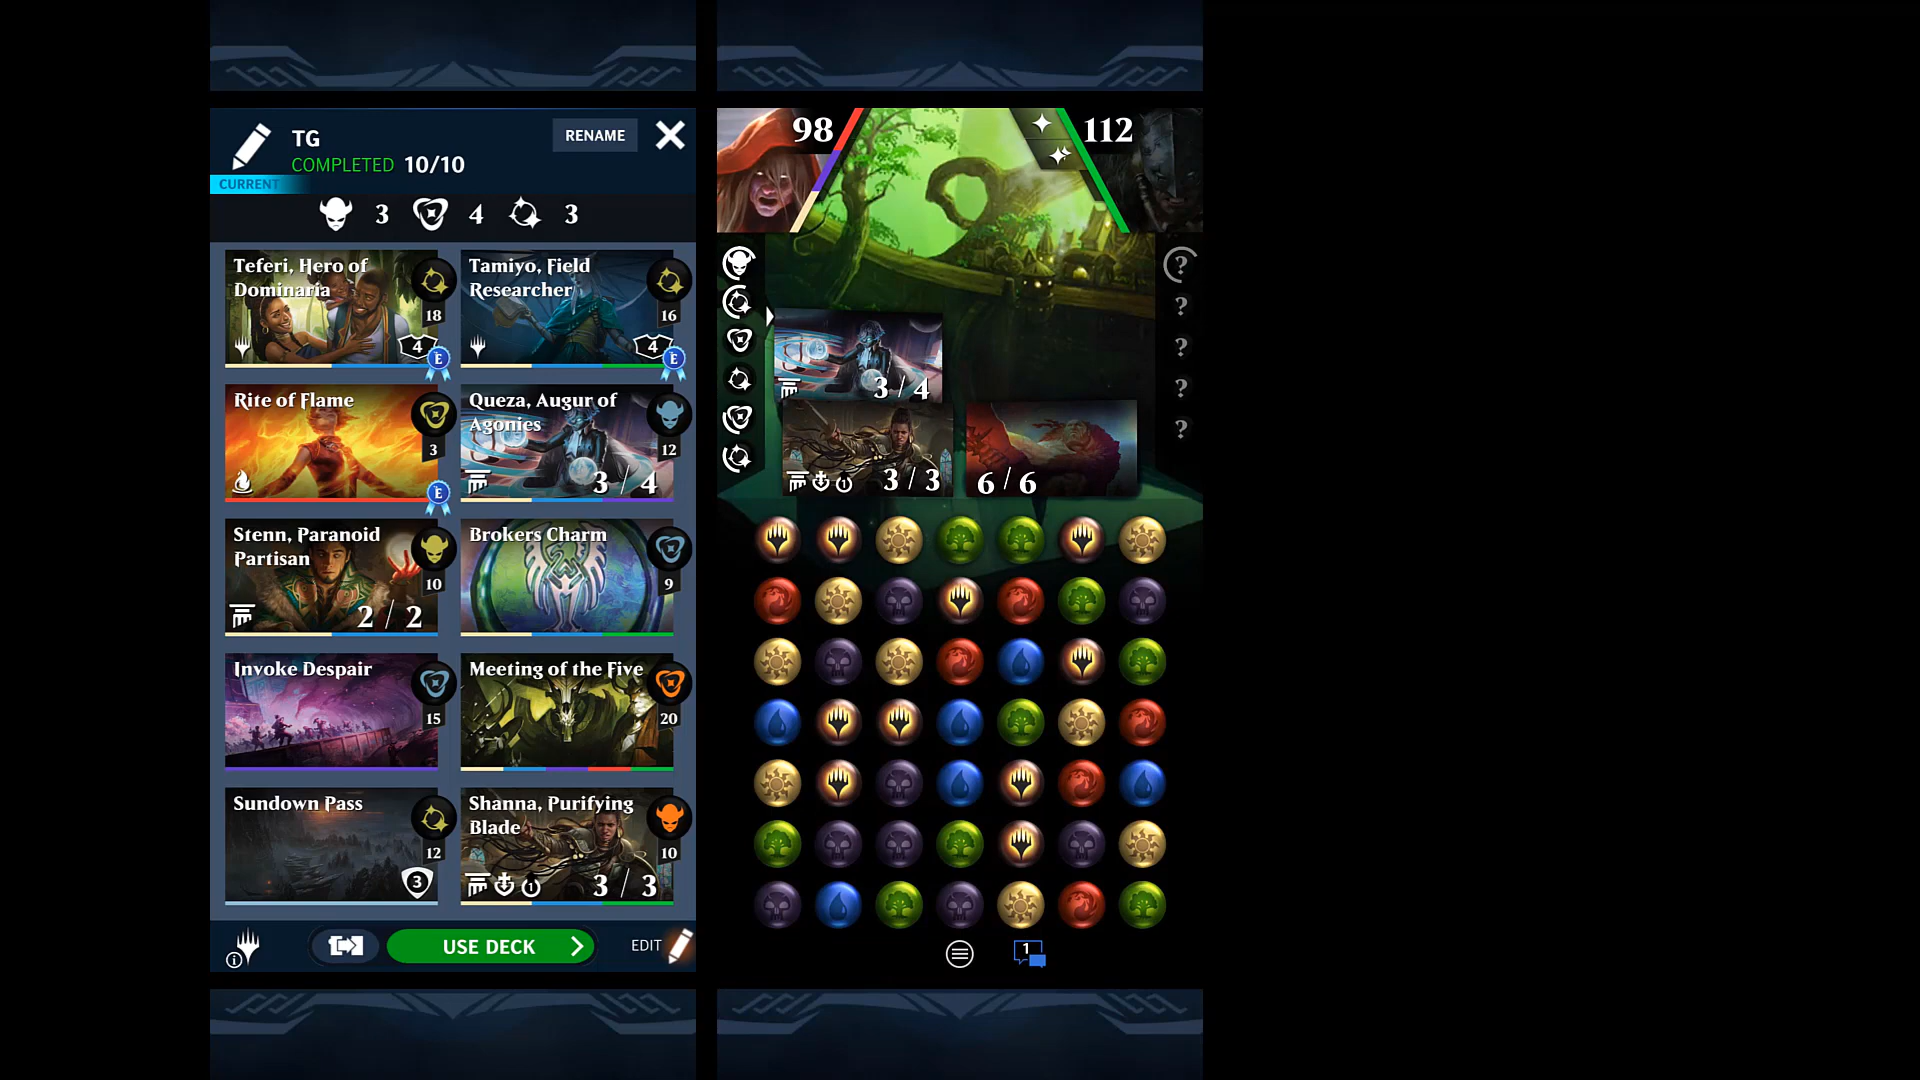 TG
RENAME
COMPLETED 10/10
CURRENT
3 4 3
Teferi, Hero of
Dominaria
18
4
E
Tamiyo, Field
Researcher
16
4
E
Rite of Flame
3
E
Queza, Augur of
Agonies
12
3 / 4
Stenn, Paranoid
Partisan
10
2 / 2
Brokers Charm
9
Invoke Despair
15
Meeting of the Five
20
Sundown Pass
12
3
Shanna, Purifying
Blade
10
1
3 / 3
i
USE DECK
EDIT
98
112
?
?
?
?
?
3 / 4
1
3 / 3
6 / 6
1